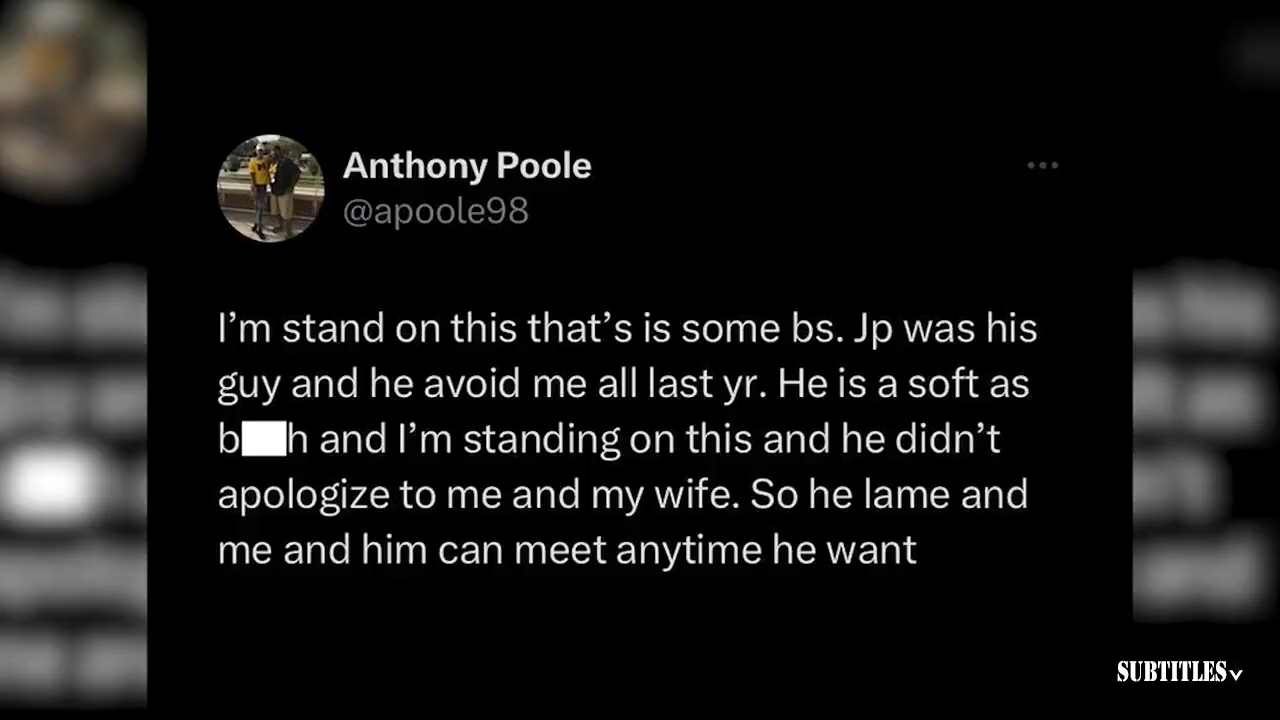 Anthony Poole
@apoole98
I’m stand on this that’s is some bs. Jp was his
guy and he avoid me all last yr. He is a soft as
b h and I’m standing on this and he didn’t
apologize to me and my wife. So he lame and
me and him can meet anytime he want
SUBTITLES